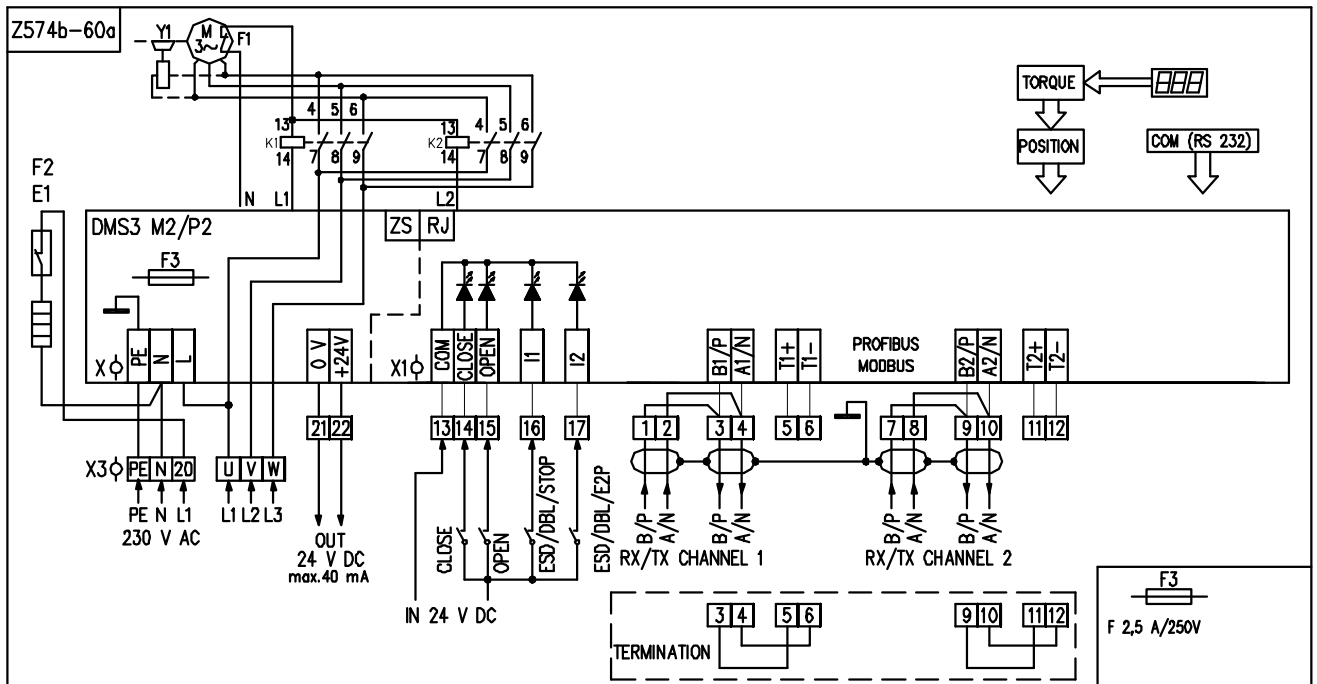 Z574b-60a
Y1
M
3~
F1
TORQUE
POSITION
COM (RS 232)
4 5 6
13
K1
14
7 8 9
13
K2
14
4 5 6
7 8 9
F2
E1
N L1
L2
DMS3 M2/P2
F3
ZS RJ
X
PE N L
0 V +24V
X1
COM CLOSE OPEN I1 I2
B1/P A1/N T1+ T1-
PROFIBUS
MODBUS
B2/P A2/N T2+ T2-
21 22
13 14 15 16 17
1 2 3 4 5 6
7 8 9 10 11 12
X3
PE N 20
U V W
PE N L1
230 V AC
L1 L2 L3
OUT
24 V DC
max.40 mA
CLOSE
OPEN
ESD/DBL/STOP
ESD/DBL/E2P
IN 24 V DC
B/P A/N B/P A/N
RX/TX CHANNEL 1
B/P A/N B/P A/N
RX/TX CHANNEL 2
TERMINATION
3 4 5 6
9 10 11 12
F3
F 2,5 A/250V